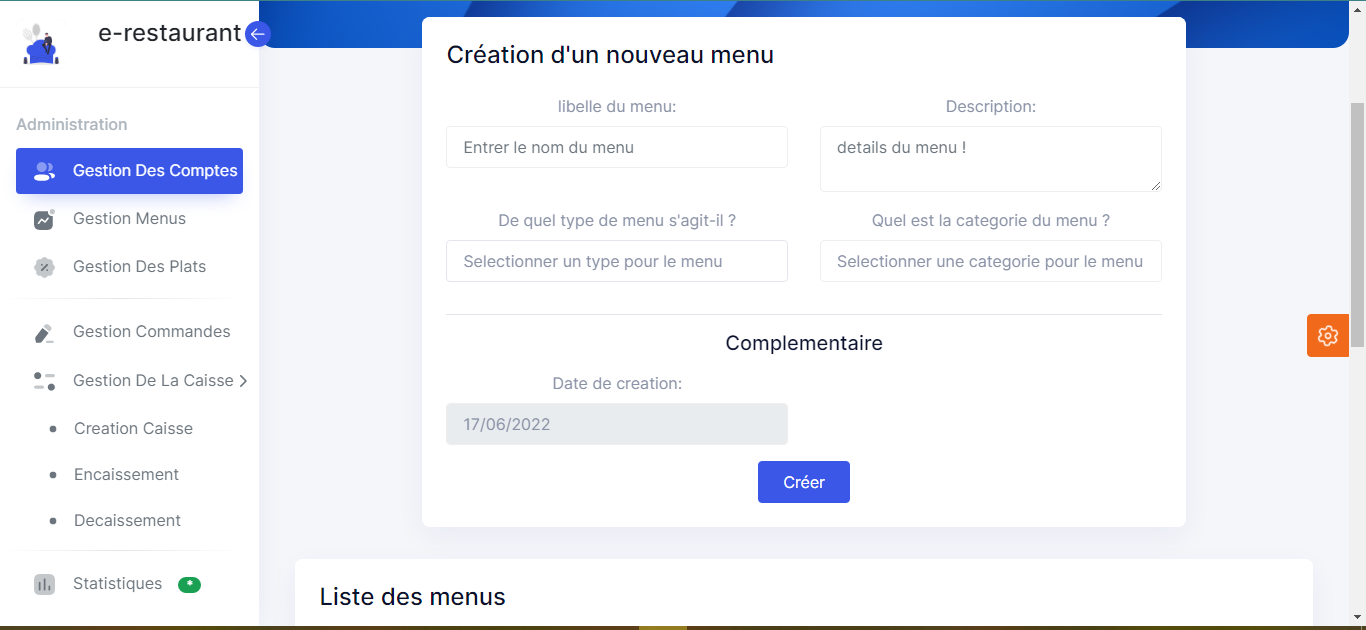 e-restaurant
Administration
Gestion Des Comptes
Gestion Menus
Gestion Des Plats
Gestion Commandes
Gestion De La Caisse
Creation Caisse
Encaissement
Decaissement
Statistiques *
Création d'un nouveau menu
libelle du menu: Description:
Entrer le nom du menu details du menu !
De quel type de menu s'agit-il ? Quel est la categorie du menu ?
Selectionner un type pour le menu Selectionner une categorie pour le menu
Complementaire
Date de creation:
17/06/2022
Créer
Liste des menus